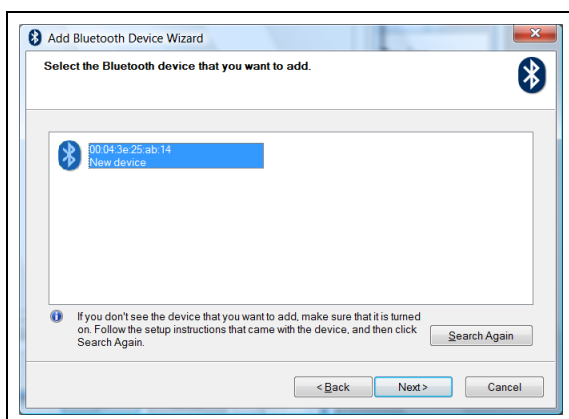 Add Bluetooth Device Wizard
Select the Bluetooth device that you want to add.
00:04:3e:25:ab:14
New device
If you don't see the device that you want to add, make sure that it is turned
on. Follow the setup instructions that came with the device, and then click
Search Again.
Search Again
< Back
Next >
Cancel